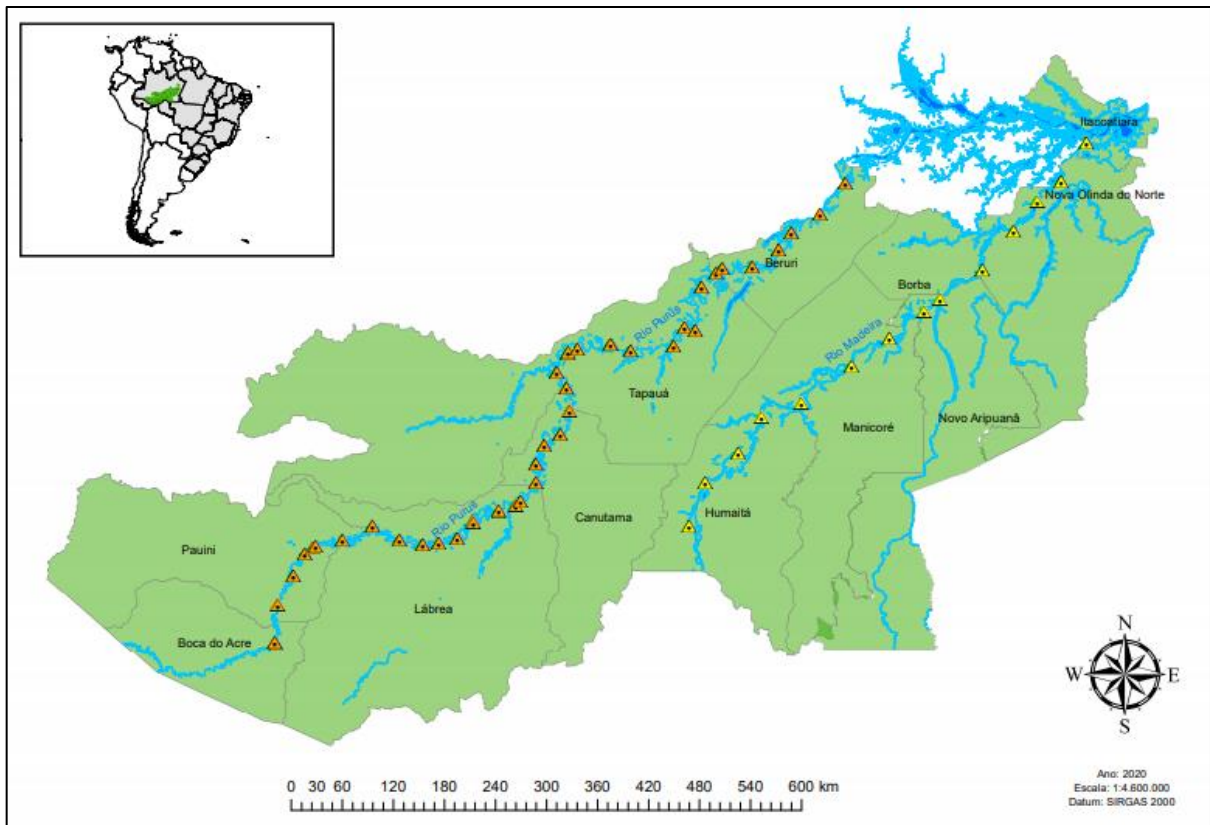 Itacoatiara
Nova Olinda do Norte
Beruri
Borba
Rio Purús
Rio Madeira
Tapauá
Manicoré
Novo Aripuanã
Canutama
Humaitá
Rio Purus
Pauini
Lábrea
Boca do Acre
N
W E
S
0 30 60 120 180 240 300 360 420 480 540 600 km
Ano: 2020
Escala: 1:4.600.000
Datum: SIRGAS 2000